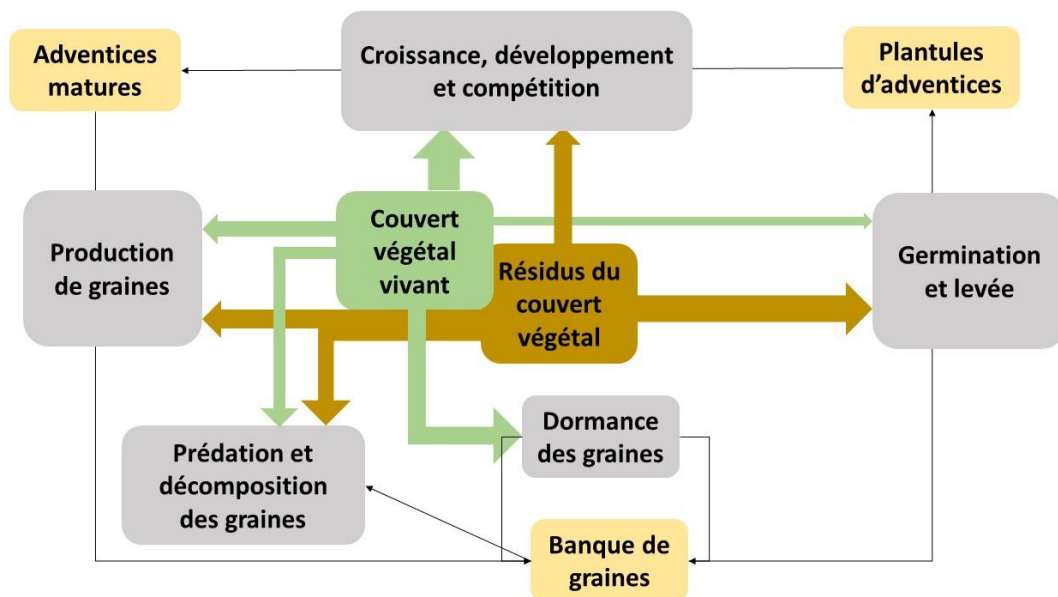 Adventices
matures
Croissance, développement
et compétition
Plantules
d’adventices
Production
de graines
Couvert
végétal
vivant
Résidus du
couvert
végétal
Germination
et levée
Prédation et
décomposition
des graines
Dormance
des graines
Banque de
graines